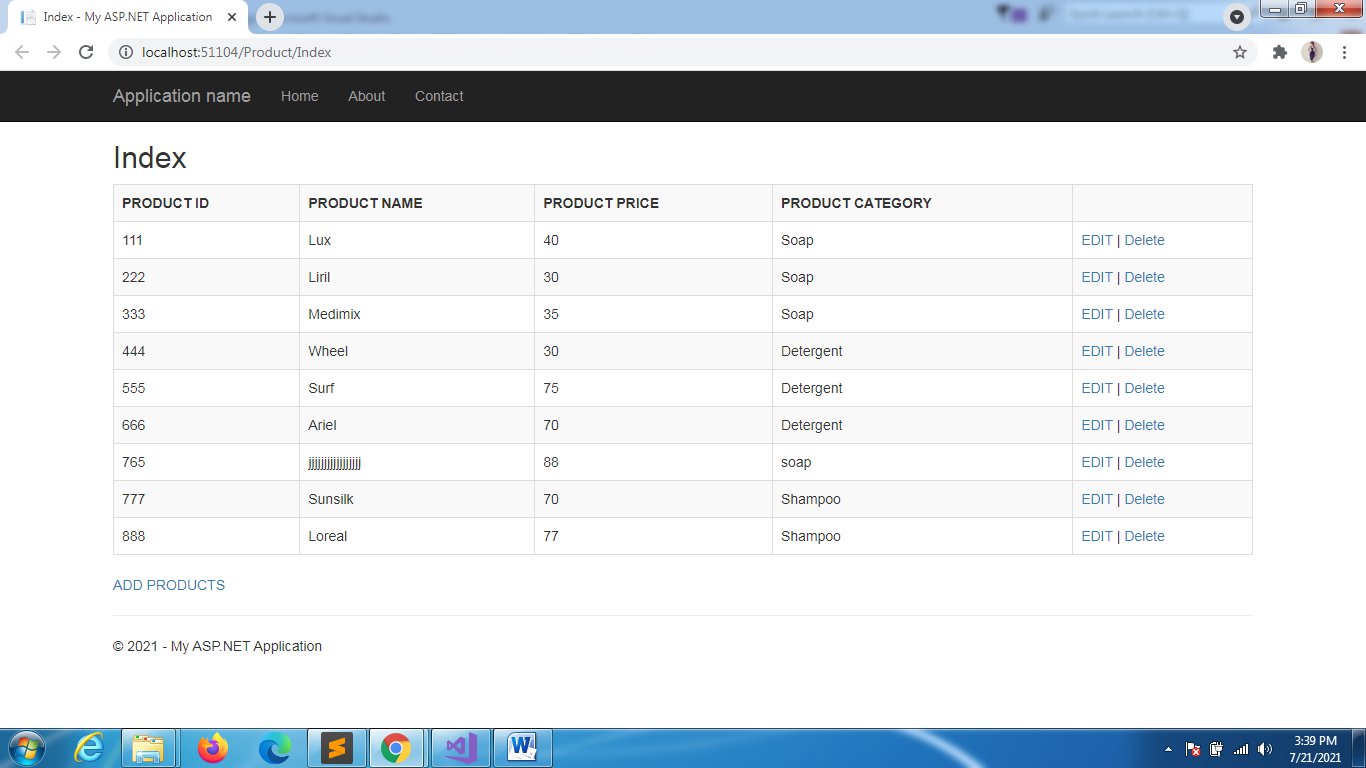 Index - My ASP.NET Application
localhost:51104/Product/Index
Application name Home About Contact
Index
PRODUCT ID PRODUCT NAME PRODUCT PRICE PRODUCT CATEGORY
111 Lux 40 Soap EDIT | Delete
222 Liril 30 Soap EDIT | Delete
333 Medimix 35 Soap EDIT | Delete
444 Wheel 30 Detergent EDIT | Delete
555 Surf 75 Detergent EDIT | Delete
666 Ariel 70 Detergent EDIT | Delete
765 jjjjjjjjjjjjjjjjj 88 soap EDIT | Delete
777 Sunsilk 70 Shampoo EDIT | Delete
888 Loreal 77 Shampoo EDIT | Delete
ADD PRODUCTS
© 2021 - My ASP.NET Application
3:39 PM
7/21/2021